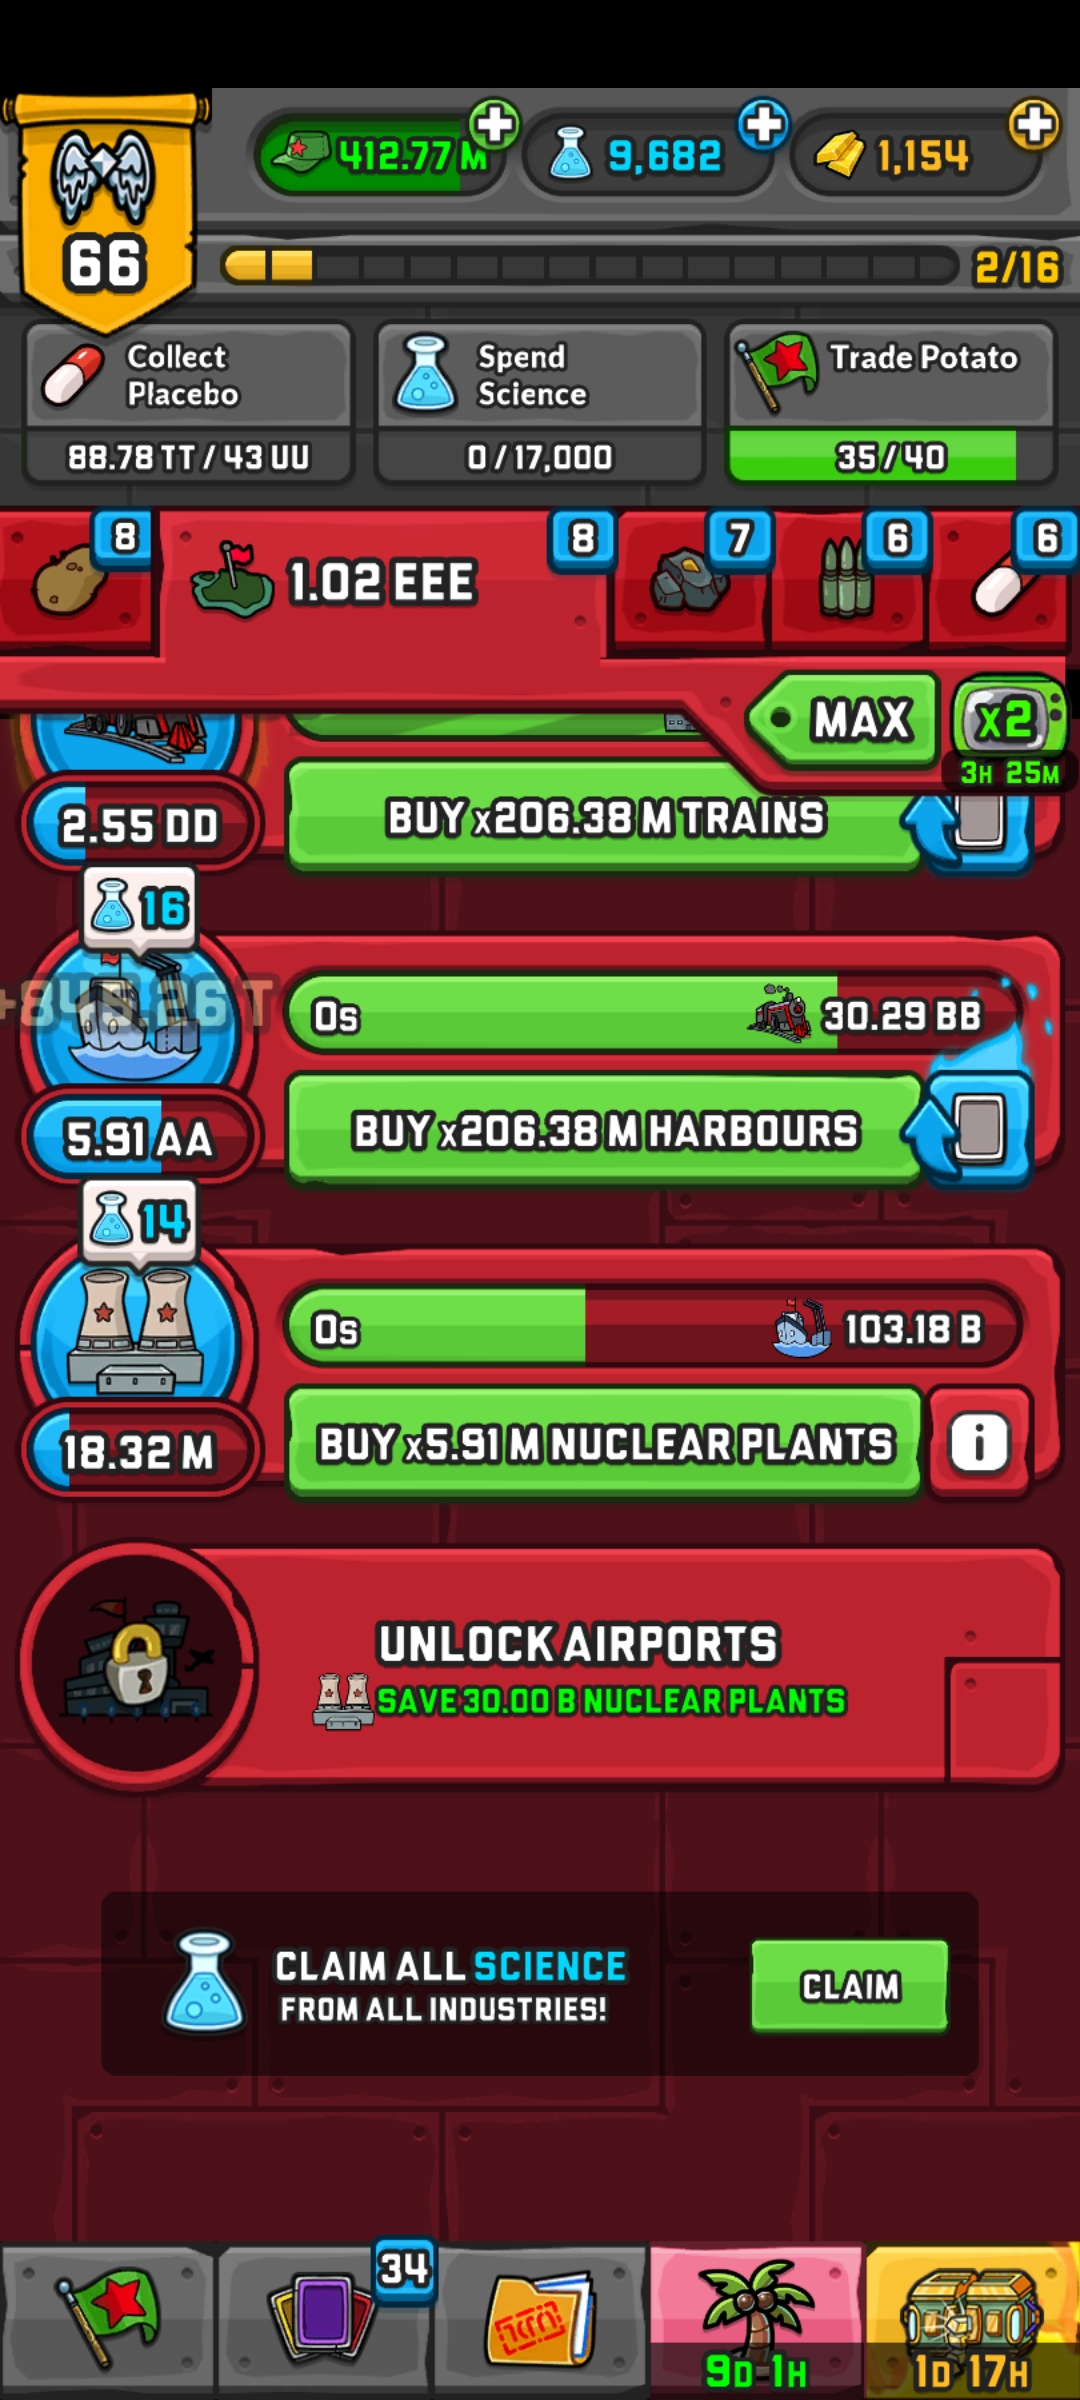 66
412.77 M
9,682
1,154
2/16
Collect
Placebo
88.78 TT / 43 UU
Spend
Science
0 / 17,000
Trade Potato
35 / 40
8
1.02 EEE
8
7
6
6
MAX
x2
3H 25M
2.55 DD
BUY x206.38 M TRAINS
16
0s
30.29 BB
5.91 AA
BUY x206.38 M HARBOURS
14
0s
103.18 B
18.32 M
BUY x5.91 M NUCLEAR PLANTS
i
UNLOCK AIRPORTS
SAVE 30.00 B NUCLEAR PLANTS
CLAIM ALL SCIENCE
FROM ALL INDUSTRIES!
CLAIM
34
9D 1H
1D 17H